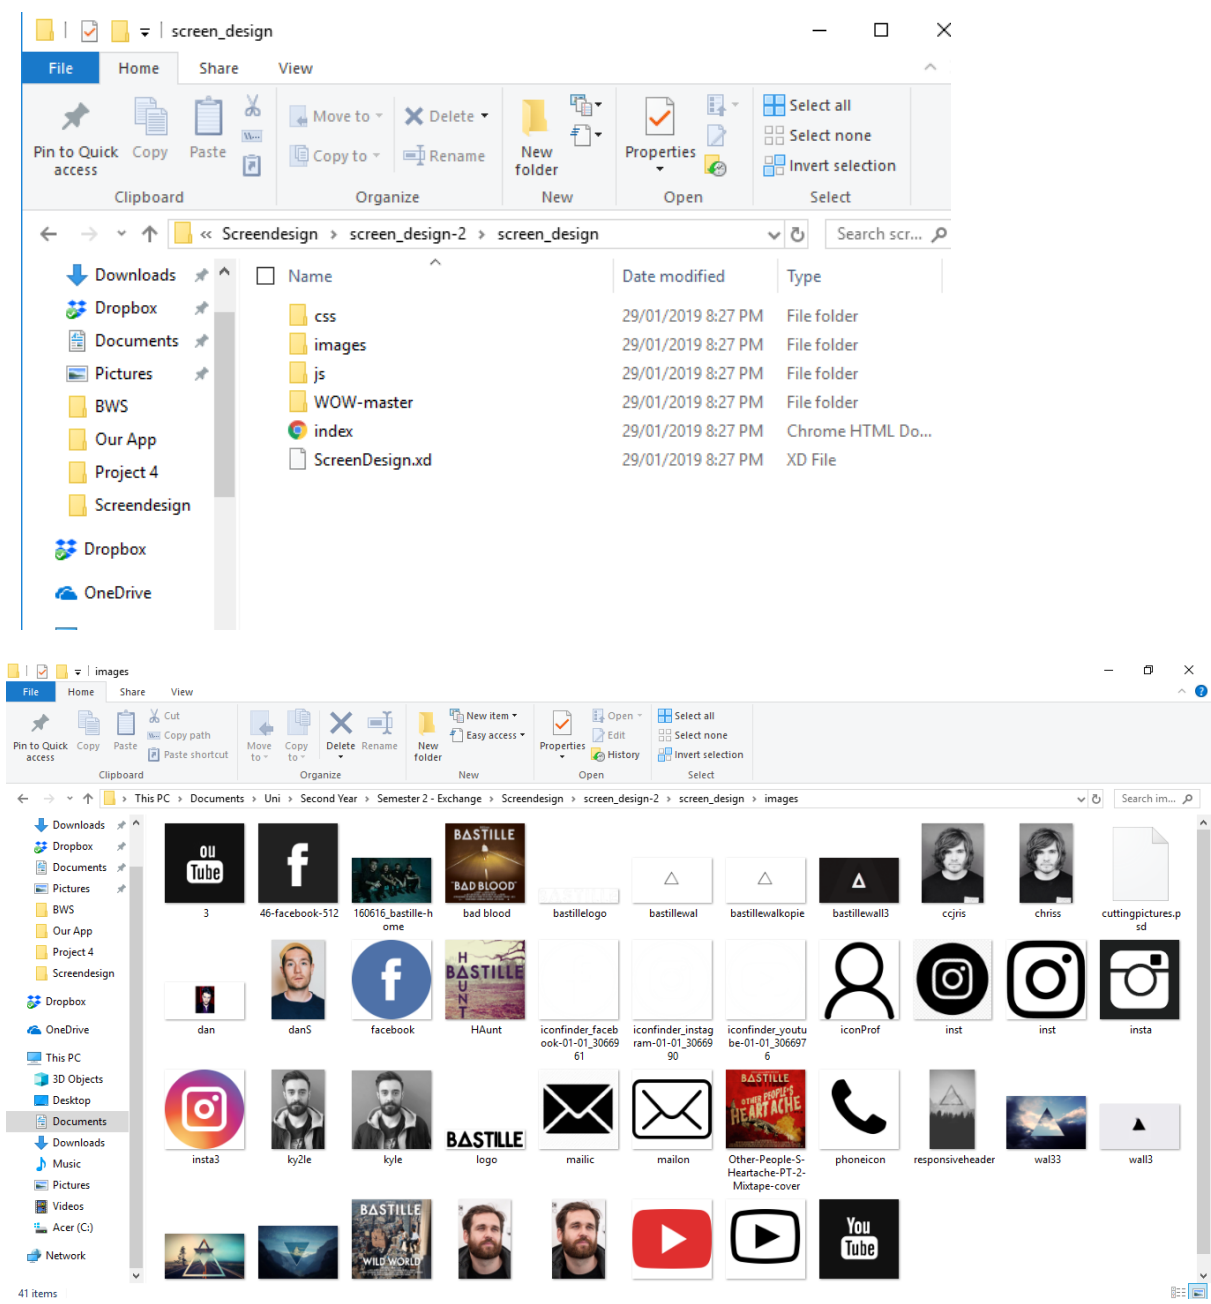 screen_design
File Home Share View
Pin to Quick access
Copy
Paste
Move to
Copy to
Delete
Rename
New folder
Properties
Select all
Select none
Invert selection
Clipboard Organize New Open Select
« Screendesign > screen_design-2 > screen_design
Search scr...
Downloads
Dropbox
Documents
Pictures
BWS
Our App
Project 4
Screendesign
Dropbox
OneDrive
Name Date modified Type
css 29/01/2019 8:27 PM File folder
images 29/01/2019 8:27 PM File folder
js 29/01/2019 8:27 PM File folder
WOW-master 29/01/2019 8:27 PM File folder
index 29/01/2019 8:27 PM Chrome HTML Do...
ScreenDesign.xd 29/01/2019 8:27 PM XD File
images
File Home Share View
Pin to Quick access
Copy
Paste
Cut
Copy path
Paste shortcut
Move to
Copy to
Delete
Rename
New folder
New item
Easy access
Properties
Open
Edit
History
Select all
Select none
Invert selection
Clipboard Organize New Open Select
> This PC > Documents > Uni > Second Year > Semester 2 - Exchange > Screendesign > screen_design-2 > screen_design > images
Search im...
Downloads
Dropbox
Documents
Pictures
BWS
Our App
Project 4
Screendesign
Dropbox
OneDrive
This PC
3D Objects
Desktop
Documents
Downloads
Music
Pictures
Videos
Acer (C:)
Network
ou Tube
BASTILLE
"BAD BLOOD"
3
46-facebook-512
160616_bastille-home
bad blood
bastillelogo
bastillewal
bastillewalkopie
bastillewall3
ccjris
chriss
cuttingpictures.psd
HAUNT
BASTILLE
dan
danS
facebook
HAunt
iconfinder_facebook-01-01_3066961
iconfinder_instagram-01-01_3066990
iconfinder_youtube-01-01_3066976
iconProf
inst
inst
insta
BASTILLE
BASTILLE
OTHER PEOPLE'S
HEARTACHE
insta3
ky2le
kyle
logo
mailic
mailon
Other-People-S-Heartache-PT-2-Mixtape-cover
phoneicon
responsiveheader
wal33
wall3
BASTILLE
WILD WORLD
You Tube
41 items